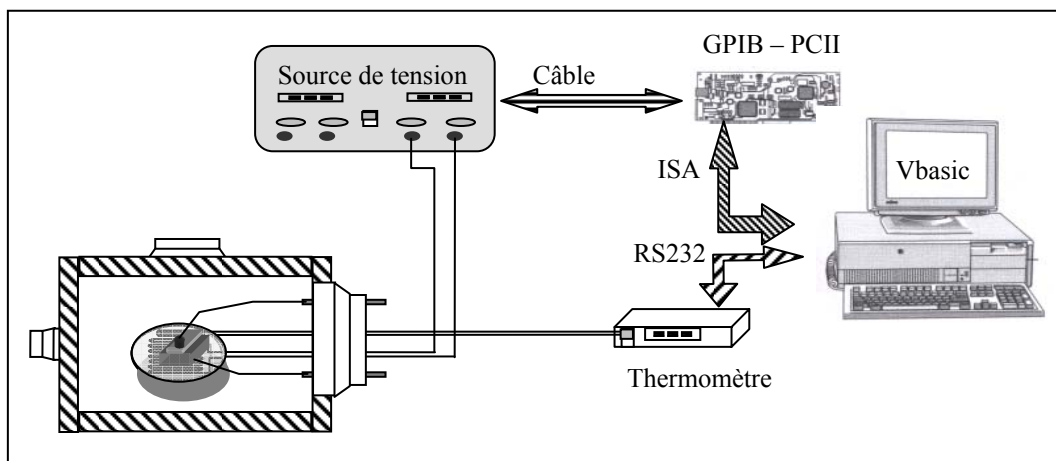 GPIB – PCII
Source de tension
Câble
Vbasic
ISA
RS232
Thermomètre